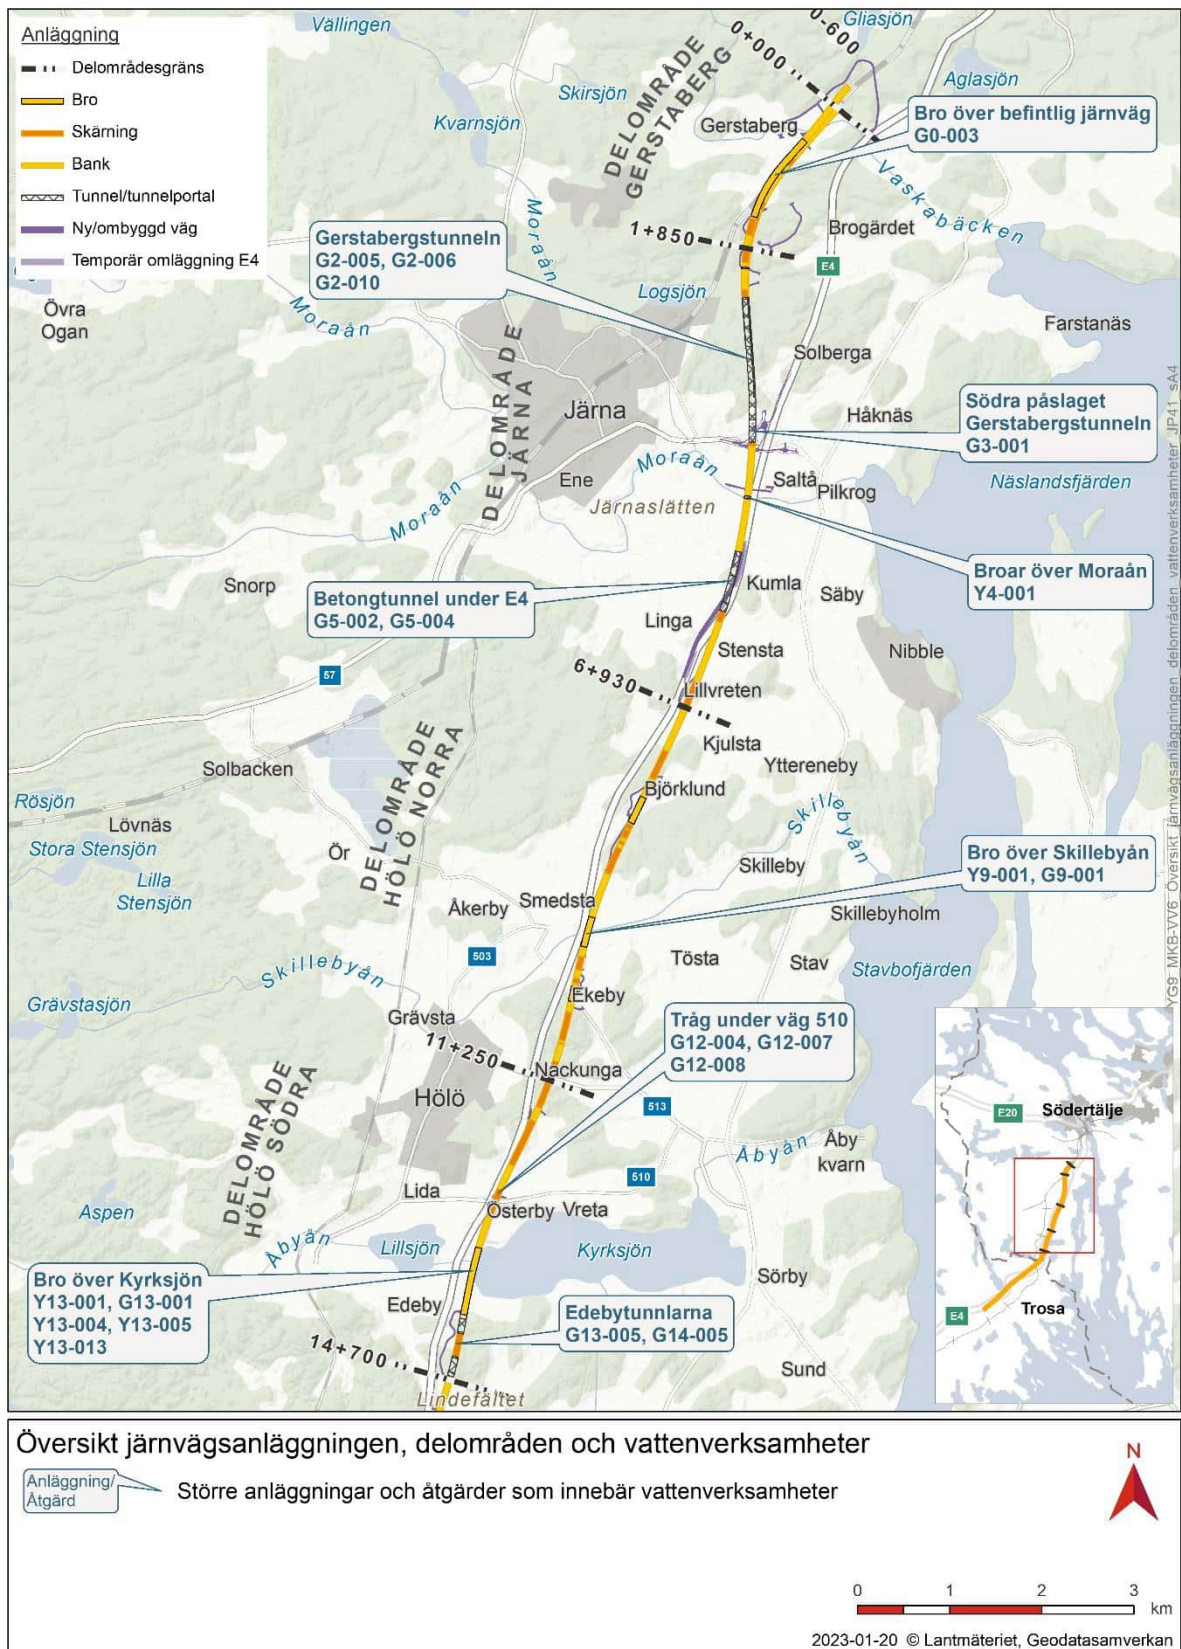 Anläggning
Delområdesgräns
Bro
Skärning
Bank
Tunnel/tunnelportal
Ny/ombyggd väg
Temporär omläggning E4
Vällingen
Gliasjön
0-600
0+000
Skirsjön
Aglasjön
Kvarnsjön
DELOMRÅDE
GERSTABERG
Gerstaberg
Bro över befintlig järnväg
G0-003
Vaskabäcken
Moraån
1+850
Brogärdet
Gerstabergstunneln
G2-005, G2-006
G2-010
E4
Logsjön
Övra
Ogan
Moraån
Farstanäs
DELOMRÅDE
JÄRNA
Solberga
Järna
Håknäs
Södra påslaget
Gerstabergstunneln
G3-001
Moraån
Ene
Saltå
Pilkrog
Näslandsfjärden
Järnaslätten
Moraån
Broar över Moraån
Y4-001
Snorp
Betongtunnel under E4
G5-002, G5-004
Kumla
Säby
Linga
Stensta
Nibble
57
6+930
Lillvreten
DELOMRÅDE
HÖLÖ NORRA
Kjulsta
Solbacken
Yttereneby
Björklund
Rösjön
Skillebyån
Lövnäs
Stora Stensjön
Ör
Lilla
Stensjön
Skilleby
Bro över Skillebyån
Y9-001, G9-001
Åkerby
Smedsta
Skillebyholm
503
Skillebyån
Tösta
Stav
Stavbofjärden
Grävstasjön
Ekeby
Grävsta
Tråg under väg 510
G12-004, G12-007
G12-008
11+250
Nackunga
DELOMRÅDE
HÖLÖ SÖDRA
Hölö
513
Åbyån
Åby
kvarn
510
Lida
Aspen
Österby
Vreta
Åbyån
Lillsjön
Kyrksjön
Bro över Kyrksjön
Y13-001, G13-001
Y13-004, Y13-005
Y13-013
Sörby
Edeby
Edebytunnlarna
G13-005, G14-005
14+700
Sund
Lindefältet
E20
Södertälje
Trosa
E4
YG9_MKB-VV6_Översikt järnvägsanläggningen_delområden_vattenverksamheter_JP41_sA4
Översikt järnvägsanläggningen, delområden och vattenverksamheter
Anläggning/
Åtgärd
Större anläggningar och åtgärder som innebär vattenverksamheter
N
0 1 2 3
km
2023-01-20 © Lantmäteriet, Geodatasamverkan